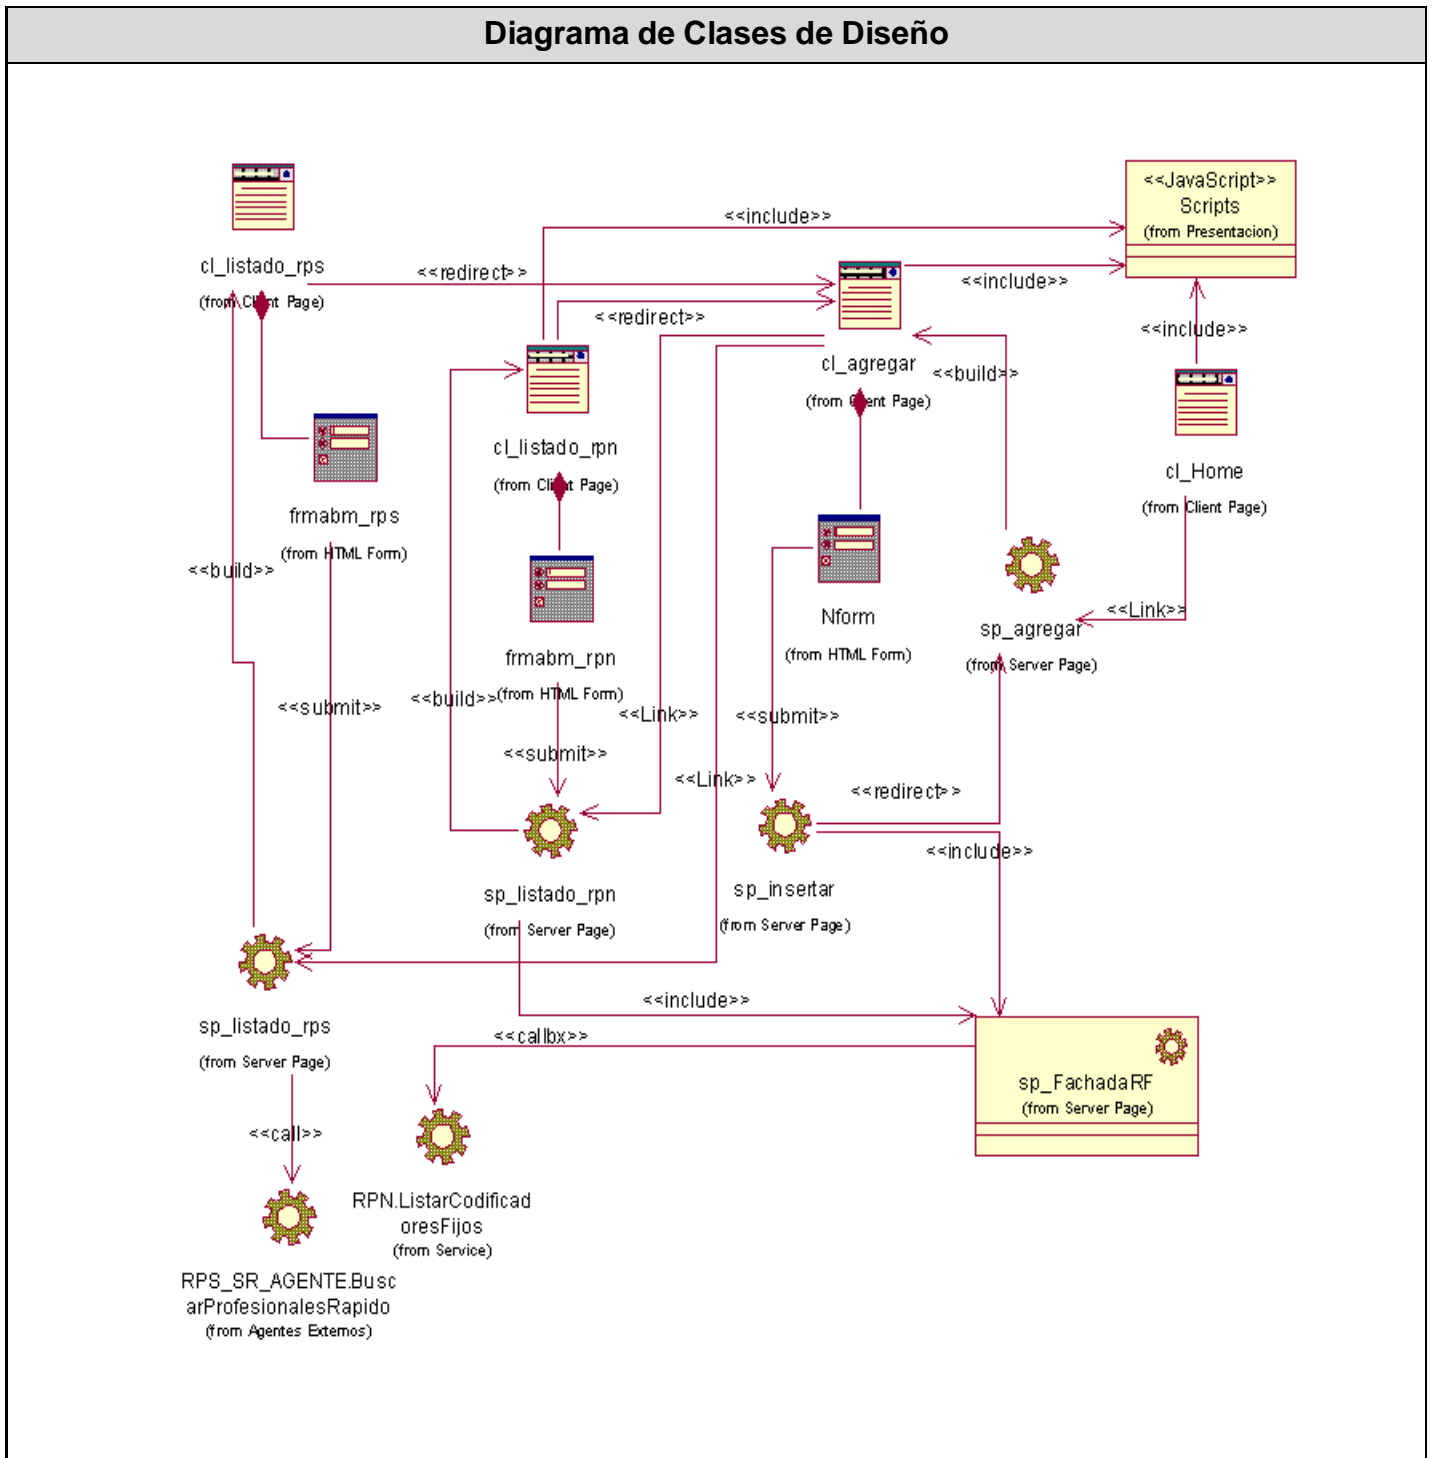 Diagrama de Clases de Diseño
<<JavaScript>>
Scripts
(from Presentacion)
<<include>>
cl_listado_rps
(from Client Page)
<<redirect>>
<<include>>
<<redirect>>
<<include>>
cl_agregar
(from Client Page)
<<build>>
cl_listado_rpn
(from Client Page)
cl_Home
(from Client Page)
frmabm_rps
(from HTML Form)
<<build>>
Nform
(from HTML Form)
<<Link>>
sp_agregar
(from Server Page)
frmabm_rpn
(from HTML Form)
<<build>>
<<submit>>
<<Link>>
<<submit>>
<<submit>>
<<Link>>
<<redirect>>
<<include>>
sp_listado_rpn
(from Server Page)
sp_insertar
(from Server Page)
<<include>>
sp_listado_rps
(from Server Page)
<<callbx>>
sp_FachadaRF
(from Server Page)
<<call>>
RPN.ListarCodificad
oresFijos
(from Service)
RPS_SR_AGENTE.Busc
arProfesionalesRapido
(from Agentes Externos)